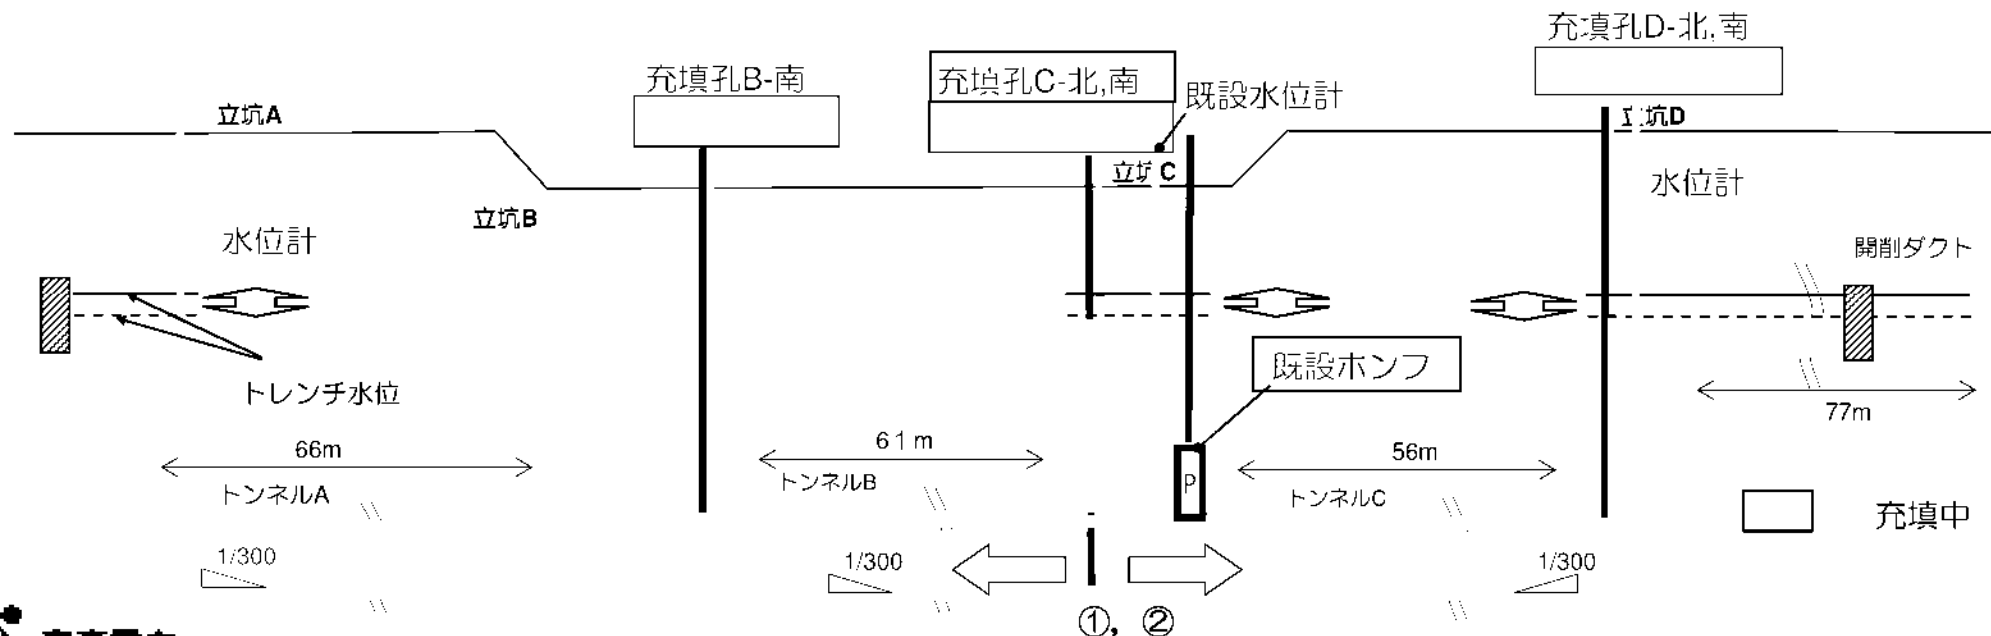 充填孔D-北,南
充填孔B-南
充填孔C-北,南
既設水位計
立坑A
立坑D
立坑C
水位計
立坑B
水位計
開削ダクト
既設ホンフ
トレンチ水位
77m
66m
61m
56m
トンネルA
トンネルB
P
トンネルC
充填中
1/300
1/300
1/300
①, ②